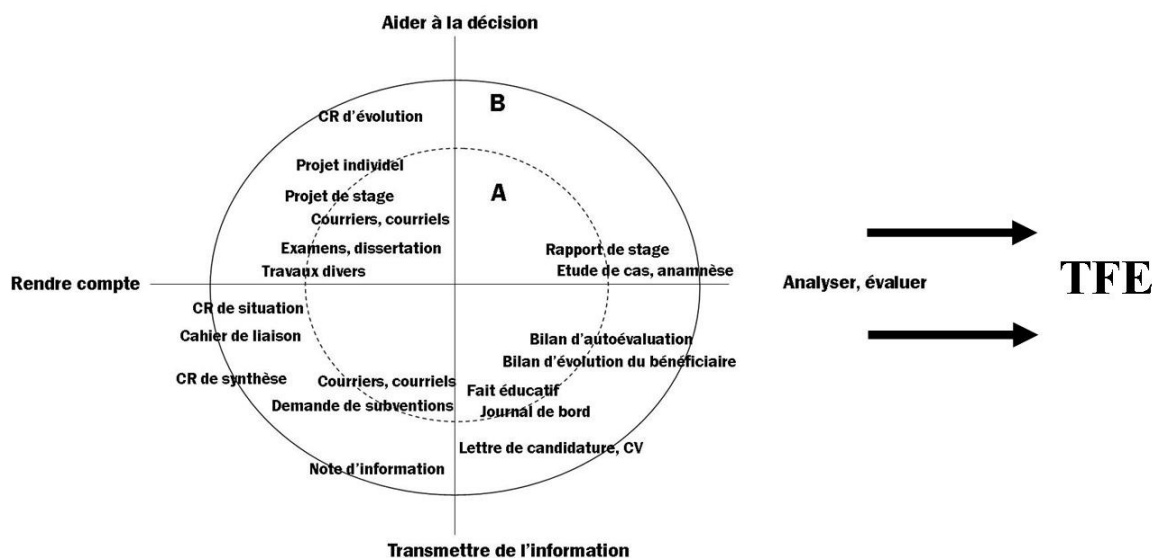 Aider à la décision
B
CR d'évolution
Projet individel
A
Projet de stage
Courriers, courriels
Examens, dissertation
Rapport de stage
Travaux divers
Etude de cas, anamnèse
Rendre compte
Analyser, évaluer
TFE
CR de situation
Cahier de liaison
Bilan d'autoévaluation
Bilan d'évolution du bénéficiaire
CR de synthèse
Courriers, courriels
Fait éducatif
Demande de subventions
Journal de bord
Lettre de candidature, CV
Note d'information
Transmettre de l'information